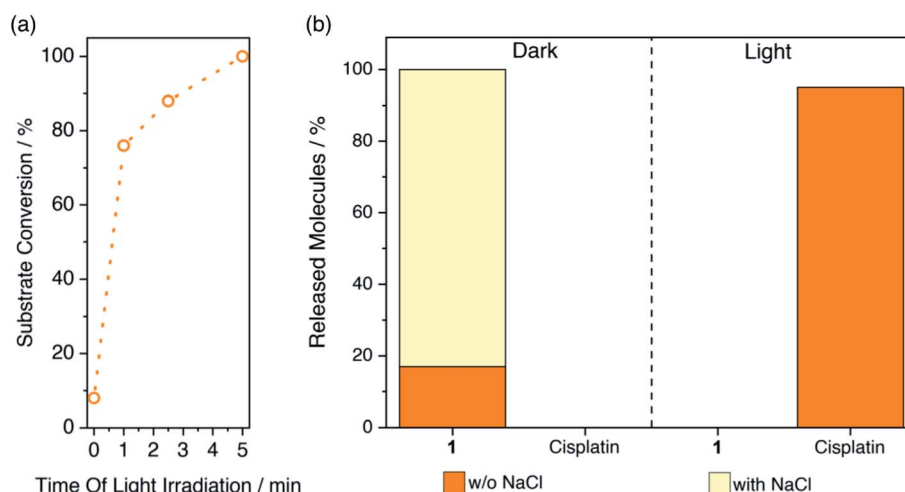 (a)
100
80
60
40
20
0
Substrate Conversion / %
0 1 2 3 4 5
Time Of Light Irradiation / min
(b)
Dark
Light
100
80
60
40
20
0
Released Molecules / %
1 Cisplatin 1 Cisplatin
w/o NaCl with NaCl